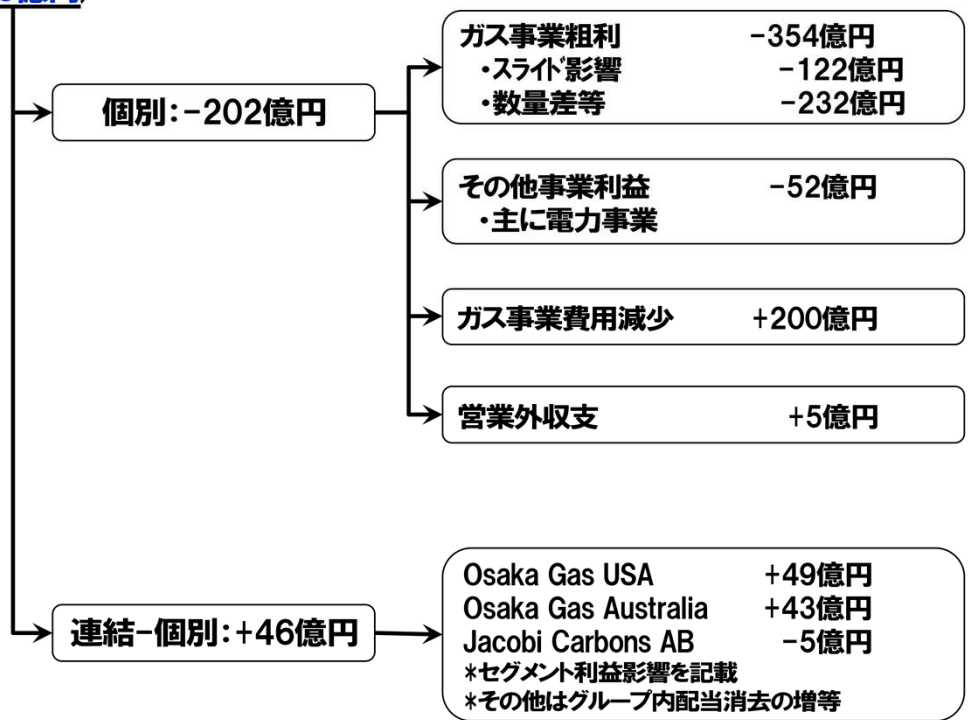 個別:-202億円
ガス事業粗利 -354億円
・スライド影響 -122億円
・数量差等 -232億円
その他事業利益 -52億円
・主に電力事業
ガス事業費用減少 +200億円
営業外収支 +5億円
連結-個別:+46億円
Osaka Gas USA +49億円
Osaka Gas Australia +43億円
Jacobi Carbons AB -5億円
*セグメント利益影響を記載
*その他はグループ内配当消去の増等